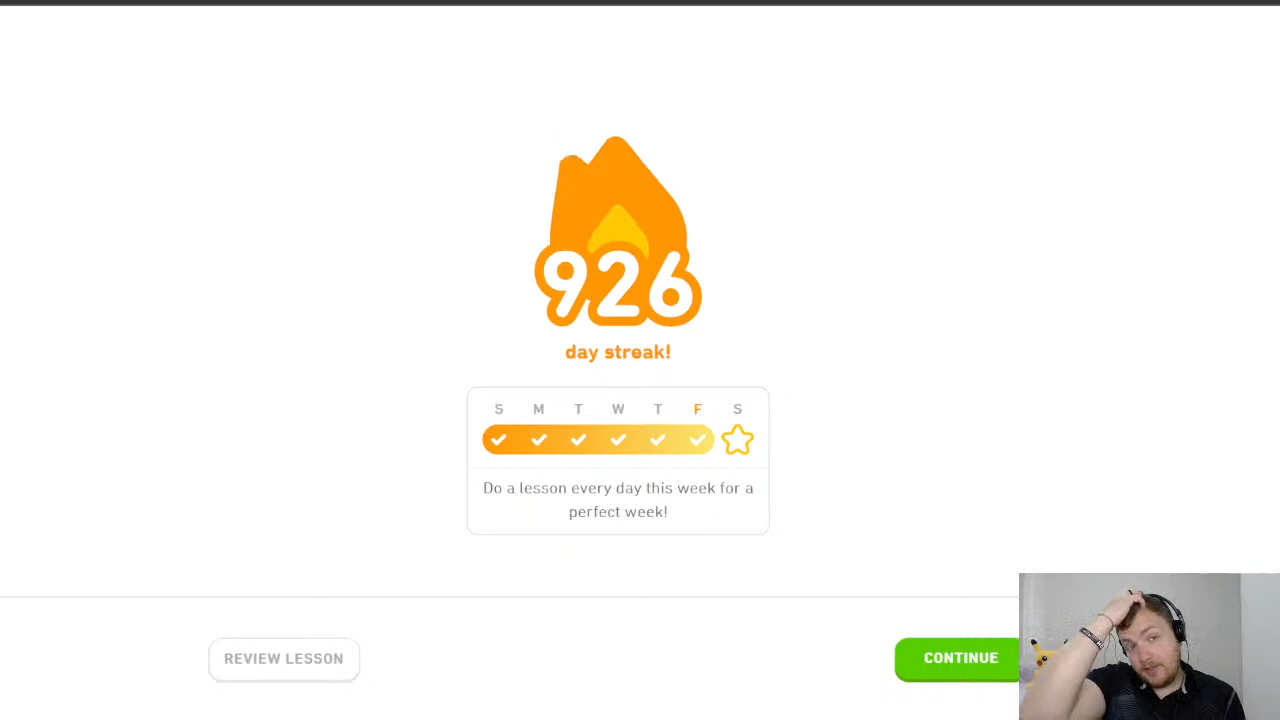 926
day streak!
S M T W T F S
Do a lesson every day this week for a
perfect week!
REVIEW LESSON
CONTINUE